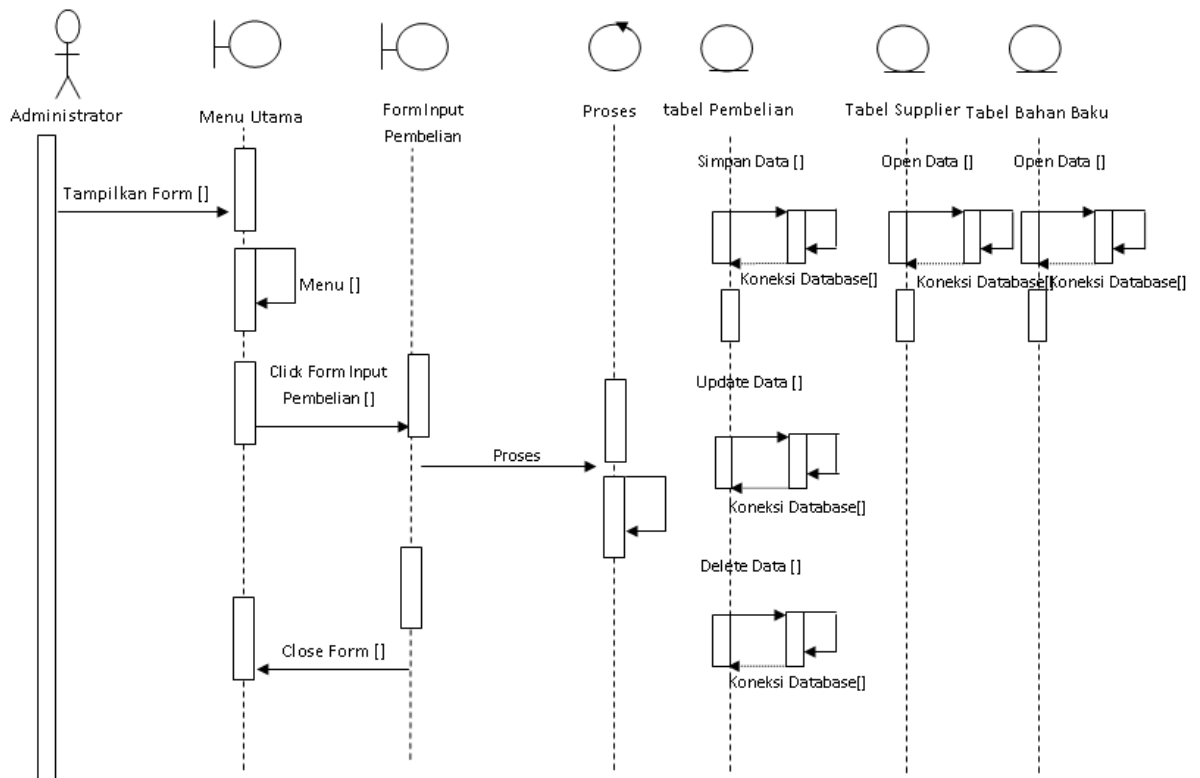 Administrator
Menu Utama
Form Input
Pembelian
Proses
tabel Pembelian
Tabel Supplier
Tabel Bahan Baku
Simpan Data []
Open Data []
Open Data []
Tampilkan Form []
Koneksi Database[]
Koneksi Database[]
Koneksi Database[]
Menu []
Click Form Input
Pembelian []
Update Data []
Proses
Koneksi Database[]
Delete Data []
Close Form []
Koneksi Database[]